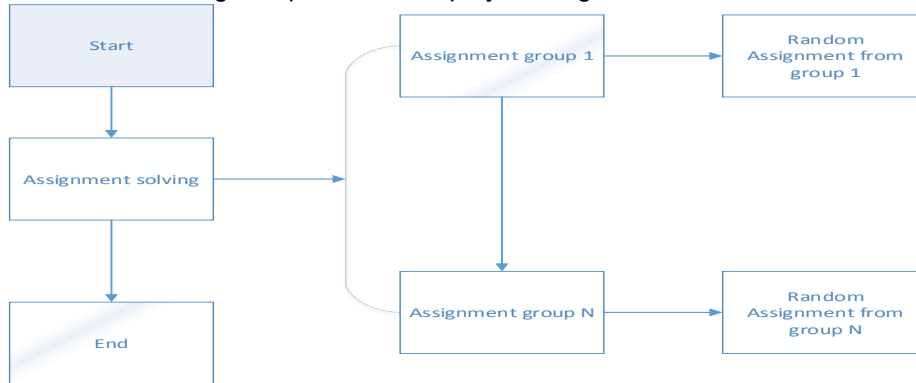 Start
Assignment group 1
Random
Assignment from
group 1
Assignment solving
Assignment group N
Random
Assignment from
group N
End